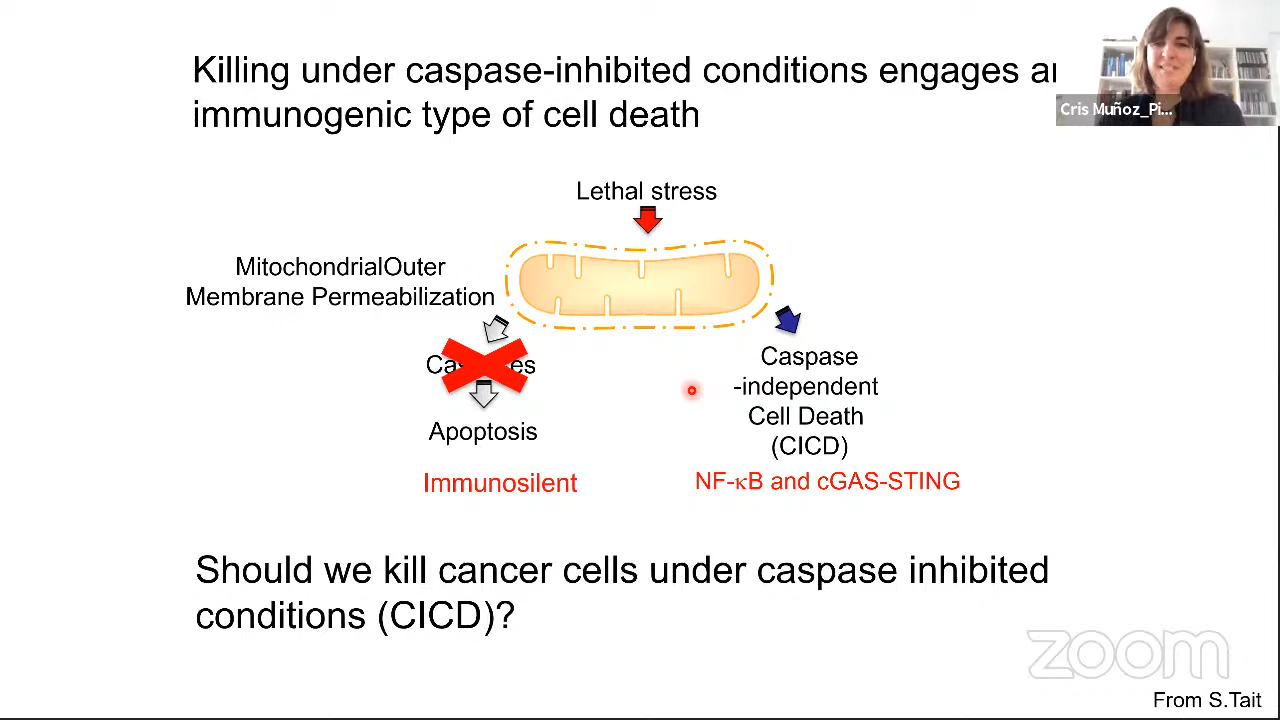 Killing under caspase-inhibited conditions engages
immunogenic type of cell death
Cris Muñoz_Pi...
Lethal stress
MitochondrialOuter
Membrane Permeabilization
Caspase
-independent
Cell Death
(CICD)
Apoptosis
Immunosilent
NF-κB and cGAS-STING
Should we kill cancer cells under caspase inhibited
conditions (CICD)?
zoom
From S.Tait